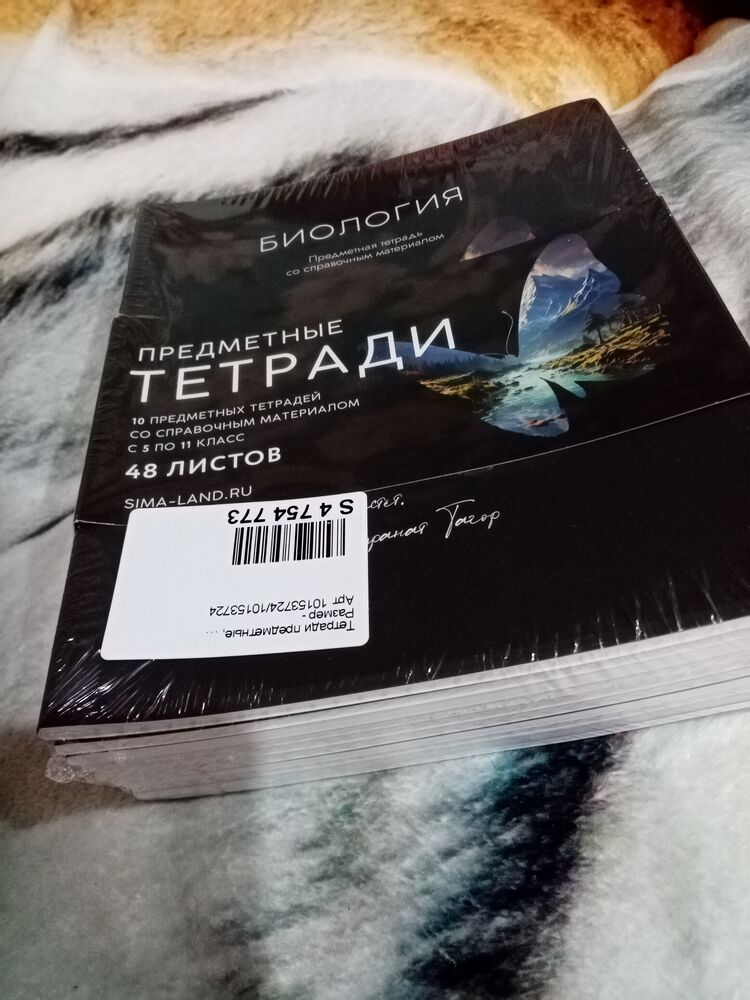 БИОЛОГИЯ
Предметная тетрадь
со справочным материалом
ПРЕДМЕТНЫЕ
ТЕТРАДИ
10 ПРЕДМЕТНЫХ ТЕТРАДЕЙ
СО СПРАВОЧНЫМ МАТЕРИАЛОМ
С 5 ПО 11 КЛАСС
48 ЛИСТОВ
SIMA-LAND.RU
Тагор
Тетради предметные, ...
Размер -
Арт 10153724/10153724
S 4 754 773